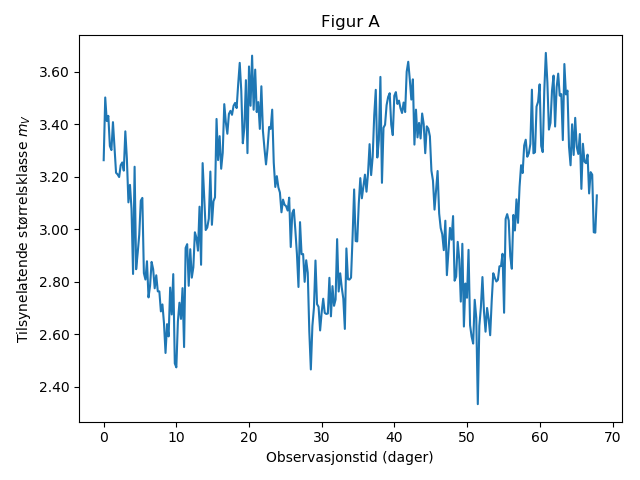 Figur A
Tilsynelatende størrelsklasse $m_V$
3.60
3.40
3.20
3.00
2.80
2.60
2.40
0 10 20 30 40 50 60 70
Observasjonstid (dager)